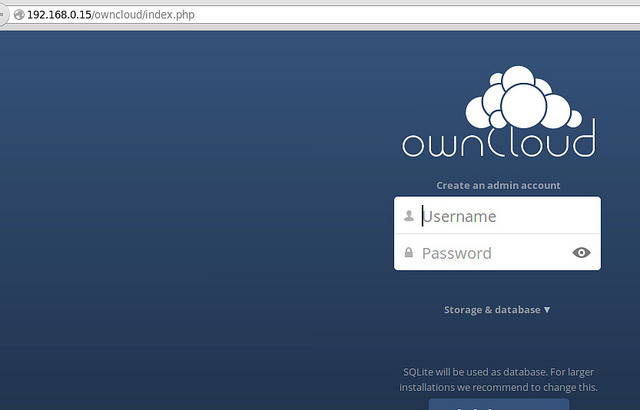 192.168.0.15/owncloud/index.php
ownCloud
Create an admin account
Username
Password
Storage & database ▼
SQLite will be used as database. For larger
installations we recommend to change this.